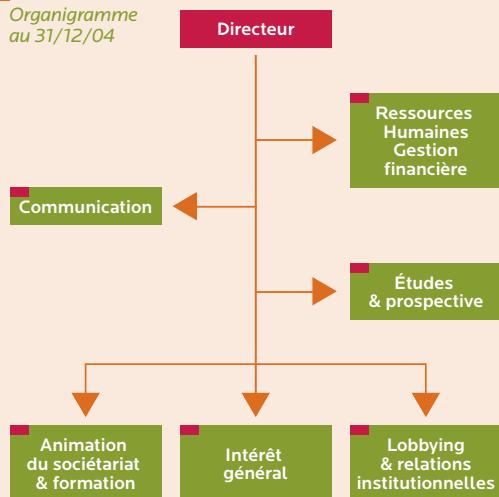 Organigramme
au 31/12/04
Directeur
Ressources
Humaines
Gestion
financière
Communication
Études
& prospective
Animation
du sociétariat
& formation
Intérêt
général
Lobbying
& relations
institutionnelles